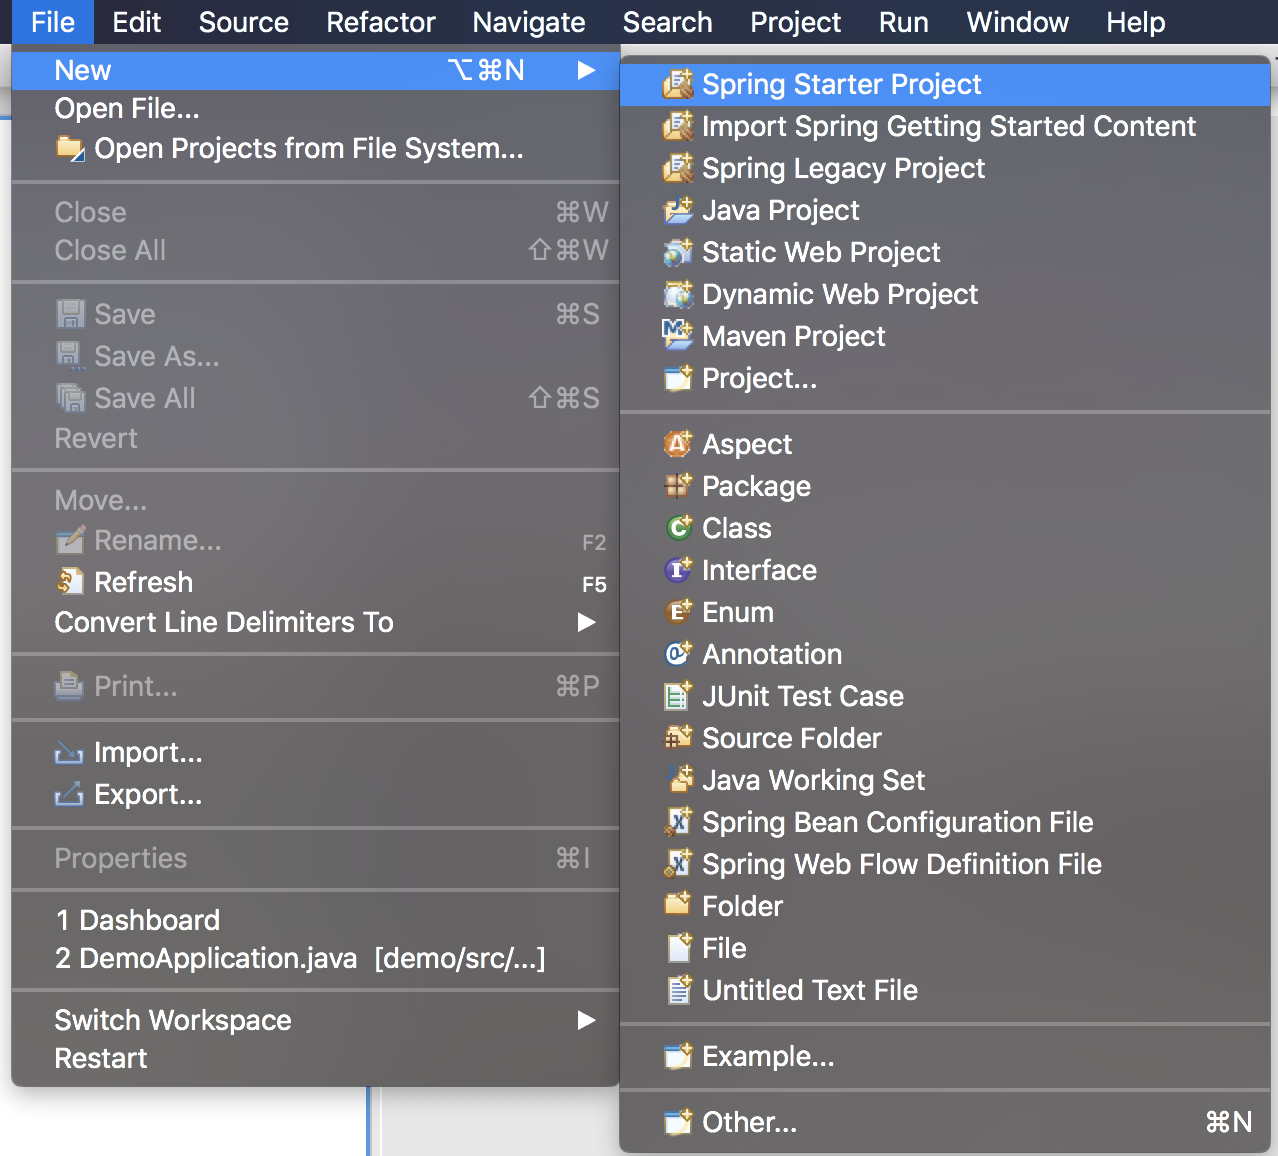 File Edit Source Refactor Navigate Search Project Run Window Help
New ⌥⌘N ▶
Open File...
Open Projects from File System...
Close ⌘W
Close All ⇧⌘W
Save ⌘S
Save As...
Save All ⇧⌘S
Revert
Move...
Rename... F2
Refresh F5
Convert Line Delimiters To ▶
Print... ⌘P
Import...
Export...
Properties ⌘I
1 Dashboard
2 DemoApplication.java [demo/src/...]
Switch Workspace ▶
Restart
Spring Starter Project
Import Spring Getting Started Content
Spring Legacy Project
Java Project
Static Web Project
Dynamic Web Project
Maven Project
Project...
Aspect
Package
Class
Interface
Enum
Annotation
JUnit Test Case
Source Folder
Java Working Set
Spring Bean Configuration File
Spring Web Flow Definition File
Folder
File
Untitled Text File
Example...
Other... ⌘N